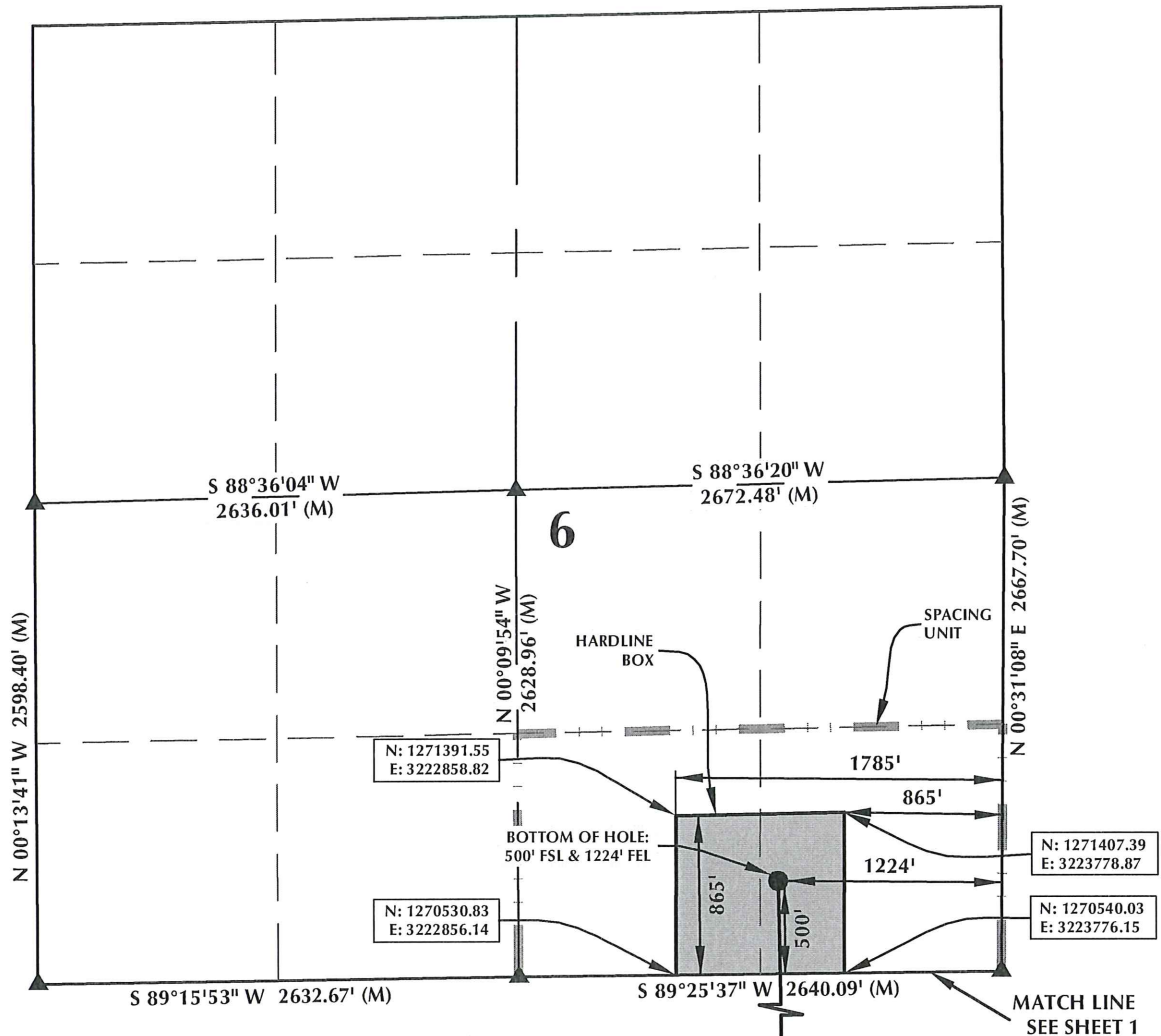 S 88°36'04" W
2636.01' (M)
S 88°36'20" W
2672.48' (M)
6
N 00°13'41" W 2598.40' (M)
N 00°09'54" W
2628.96' (M)
N 00°31'08" E 2667.70' (M)
SPACING
UNIT
HARDLINE
BOX
N: 1271391.55
E: 3222858.82
1785'
865'
BOTTOM OF HOLE:
500' FSL & 1224' FEL
N: 1271407.39
E: 3223778.87
1224'
865'
500'
N: 1270530.83
E: 3222856.14
N: 1270540.03
E: 3223776.15
S 89°15'53" W 2632.67' (M)
S 89°25'37" W 2640.09' (M)
MATCH LINE
SEE SHEET 1